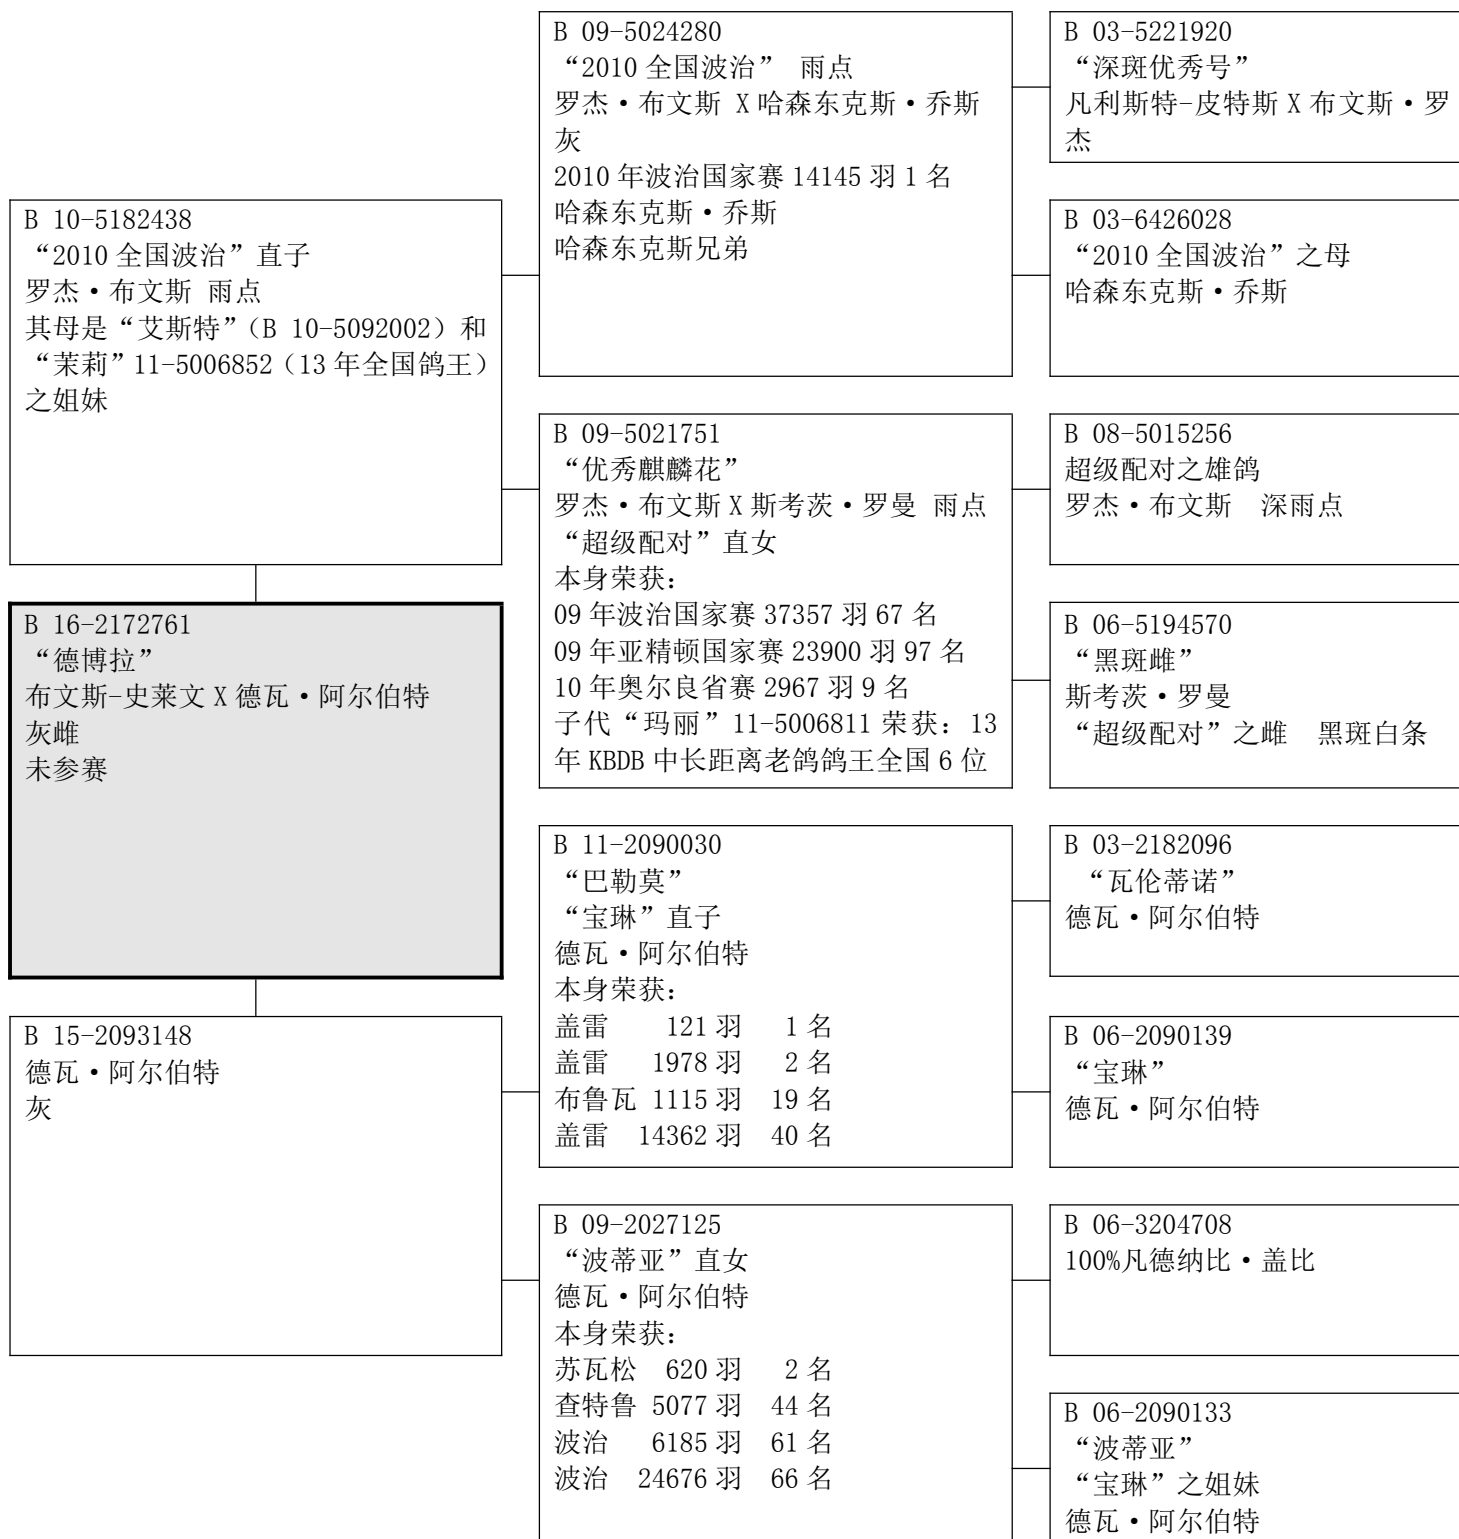 B 10-5182438
“2010 全国波治”直子
罗杰·布文斯 雨点
其母是“艾斯特”（B 10-5092002）和
“茉莉”11-5006852（13 年全国鸽王）
之姐妹
B 16-2172761
“德博拉”
布文斯-史莱文 X 德瓦·阿尔伯特
灰雌
未参赛
B 15-2093148
德瓦·阿尔伯特
灰
B 09-5024280
“2010 全国波治” 雨点
罗杰·布文斯 X 哈森东克斯·乔斯
灰
2010 年波治国家赛 14145 羽 1 名
哈森东克斯·乔斯
哈森东克斯兄弟
B 09-5021751
“优秀麒麟花”
罗杰·布文斯 X 斯考茨·罗曼 雨点
“超级配对”直女
本身荣获：
09 年波治国家赛 37357 羽 67 名
09 年亚精顿国家赛 23900 羽 97 名
10 年奥尔良省赛 2967 羽 9 名
子代“玛丽”11-5006811 荣获：13
年 KBDB 中长距离老鸽鸽王全国 6 位
B 11-2090030
“巴勒莫”
“宝琳”直子
德瓦·阿尔伯特
本身荣获：
盖雷 121 羽 1 名
盖雷 1978 羽 2 名
布鲁瓦 1115 羽 19 名
盖雷 14362 羽 40 名
B 09-2027125
“波蒂亚”直女
德瓦·阿尔伯特
本身荣获：
苏瓦松 620 羽 2 名
查特鲁 5077 羽 44 名
波治 6185 羽 61 名
波治 24676 羽 66 名
B 03-5221920
“深斑优秀号”
凡利斯特-皮特斯 X 布文斯·罗
杰
B 03-6426028
“2010 全国波治”之母
哈森东克斯·乔斯
B 08-5015256
超级配对之雄鸽
罗杰·布文斯 深雨点
B 06-5194570
“黑斑雌”
斯考茨·罗曼
“超级配对”之雌 黑斑白条
B 03-2182096
“瓦伦蒂诺”
德瓦·阿尔伯特
B 06-2090139
“宝琳”
德瓦·阿尔伯特
B 06-3204708
100%凡德纳比·盖比
B 06-2090133
“波蒂亚”
“宝琳”之姐妹
德瓦·阿尔伯特